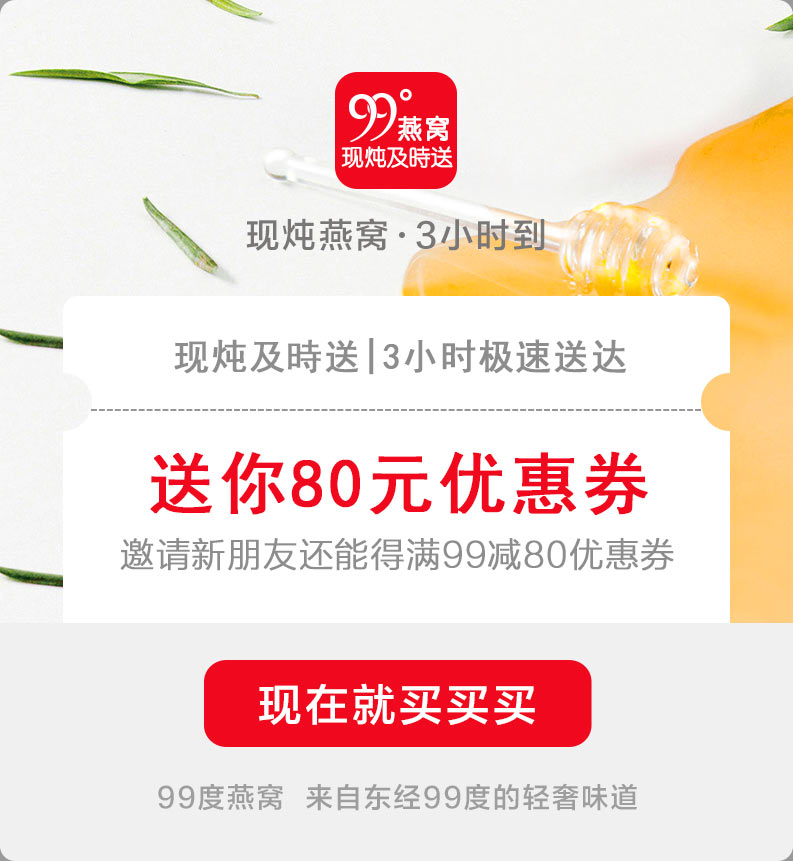 99°燕窝
现炖及時送
现炖燕窝·3小时到
现炖及時送|3小时极速送达
送你80元优惠券
邀请新朋友还能得满99减80优惠券
现在就买买买
99度燕窝 来自东经99度的轻奢味道